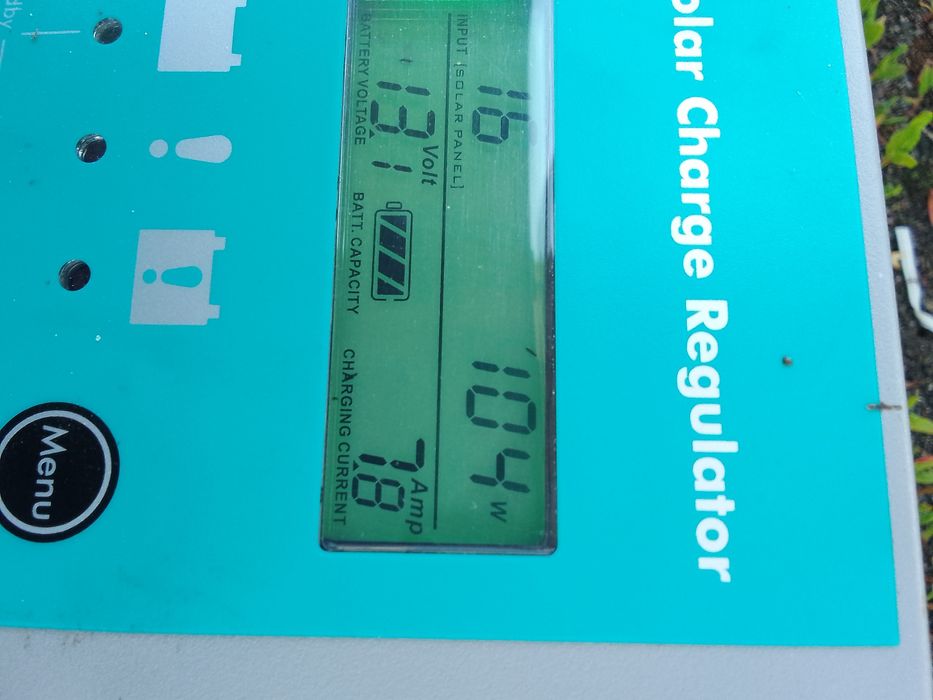 olar Charge Regulator
16 104 W
INPUT [SOLAR PANEL]
13.1 Volt 7.8 Amp
BATTERY VOLTAGE BATT. CAPACITY CHARGING CURRENT
dby
Menu